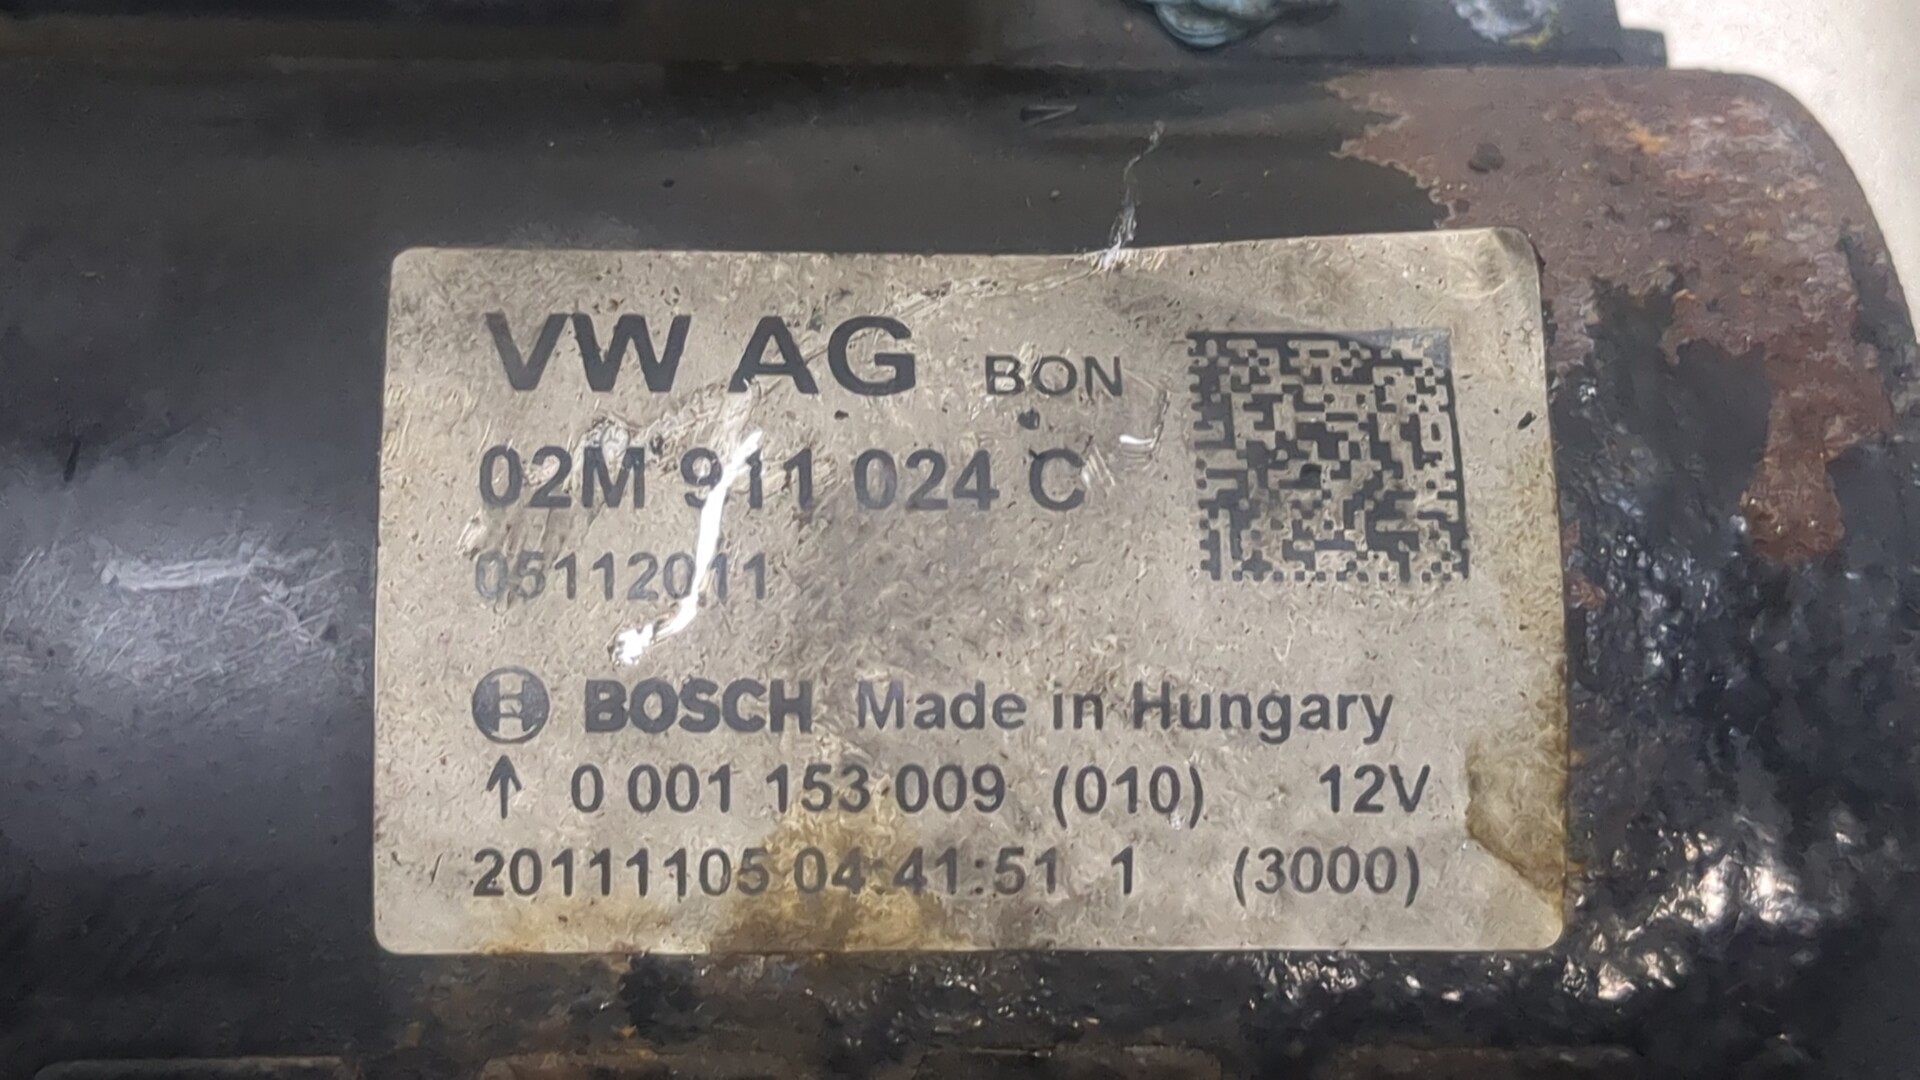 VW AG BON
02M 911 024 C
05112011
BOSCH Made in Hungary
↑ 0 001 153 009 (010) 12V
20111105 04:41:51 1 (3000)